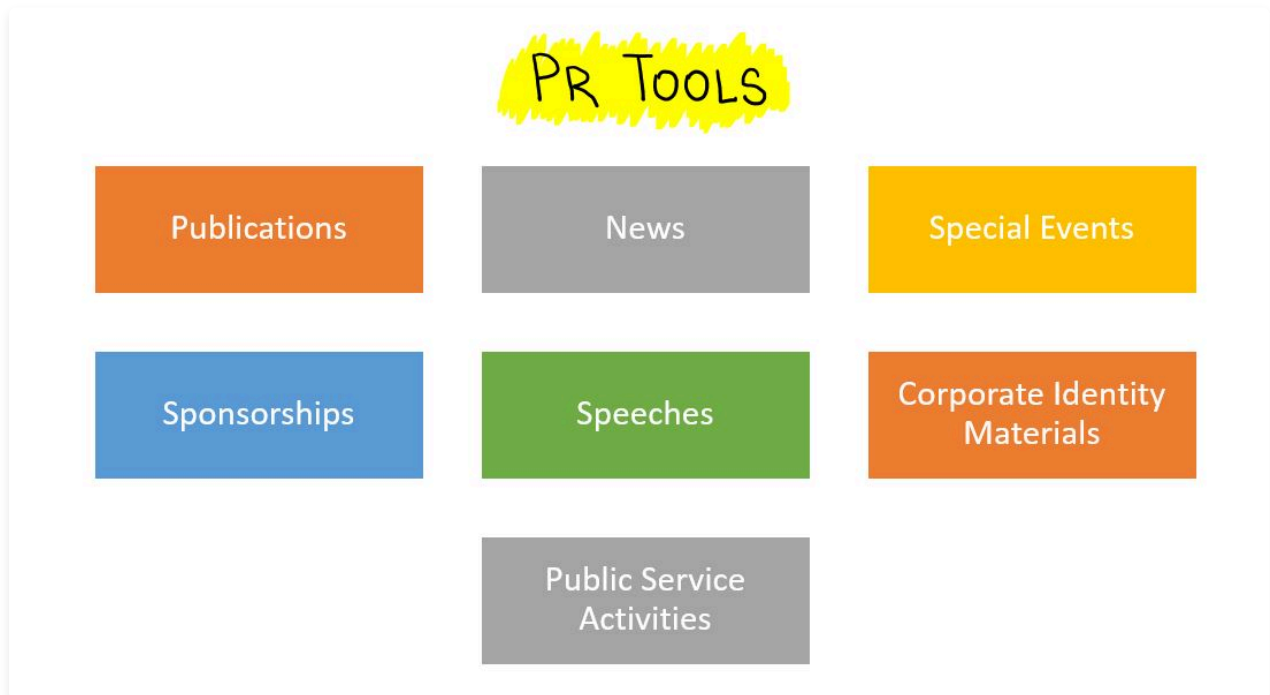 PR TOOLS
Publications
News
Special Events
Sponsorships
Speeches
Corporate Identity
Materials
Public Service
Activities